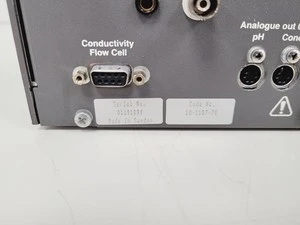 Conductivity
Flow Cell
Analogue out
pH
Cond
Serial No.
Code No.
Made in Sweden